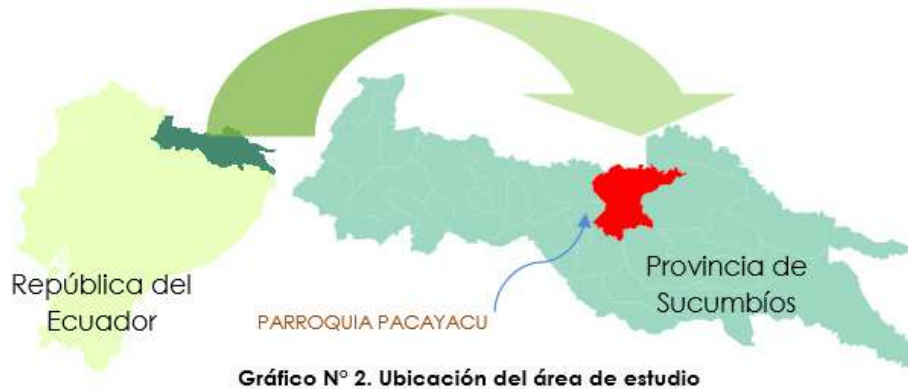 República del
Ecuador
PARROQUIA PACAYACU
Provincia de
Sucumbíos
Gráfico N° 2. Ubicación del área de estudio